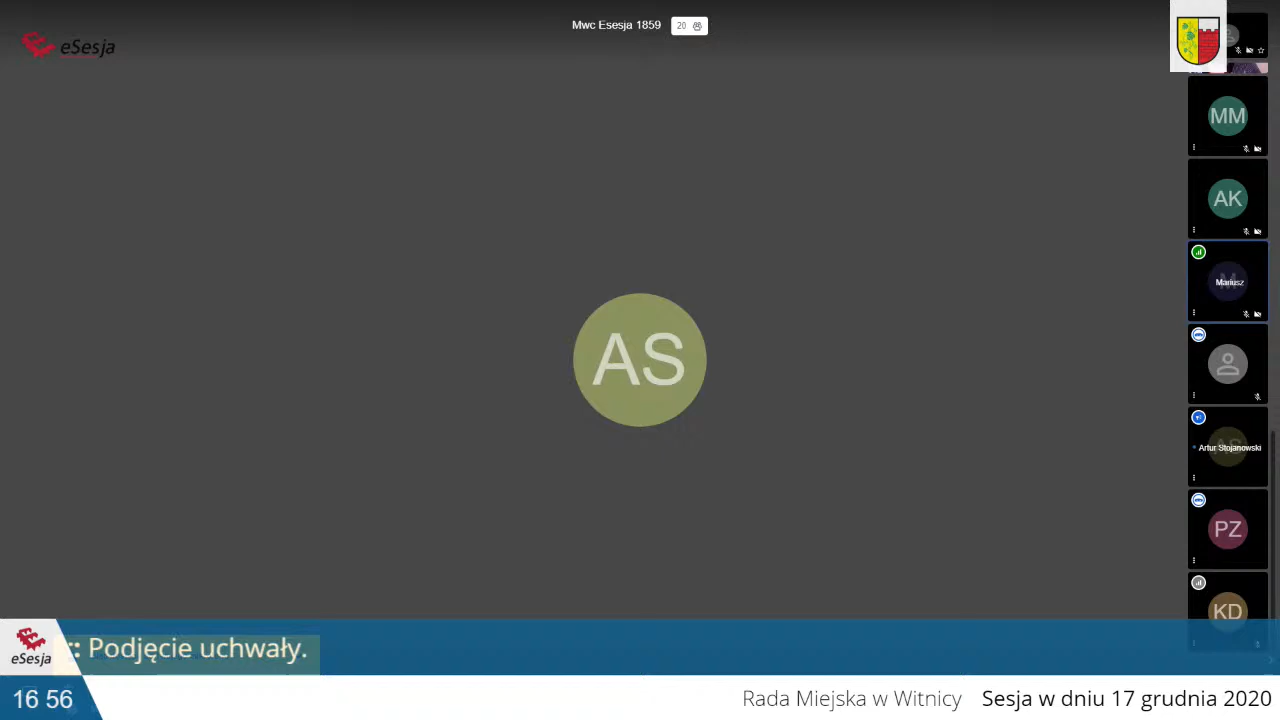 Mwc Esesja 1859 20
eSesja
MM
AK
Mariusz
AS
Artur Stojanowski
PZ
KD
:: Podjęcie uchwały.
eSesja
16 56
Rada Miejska w Witnicy Sesja w dniu 17 grudnia 2020